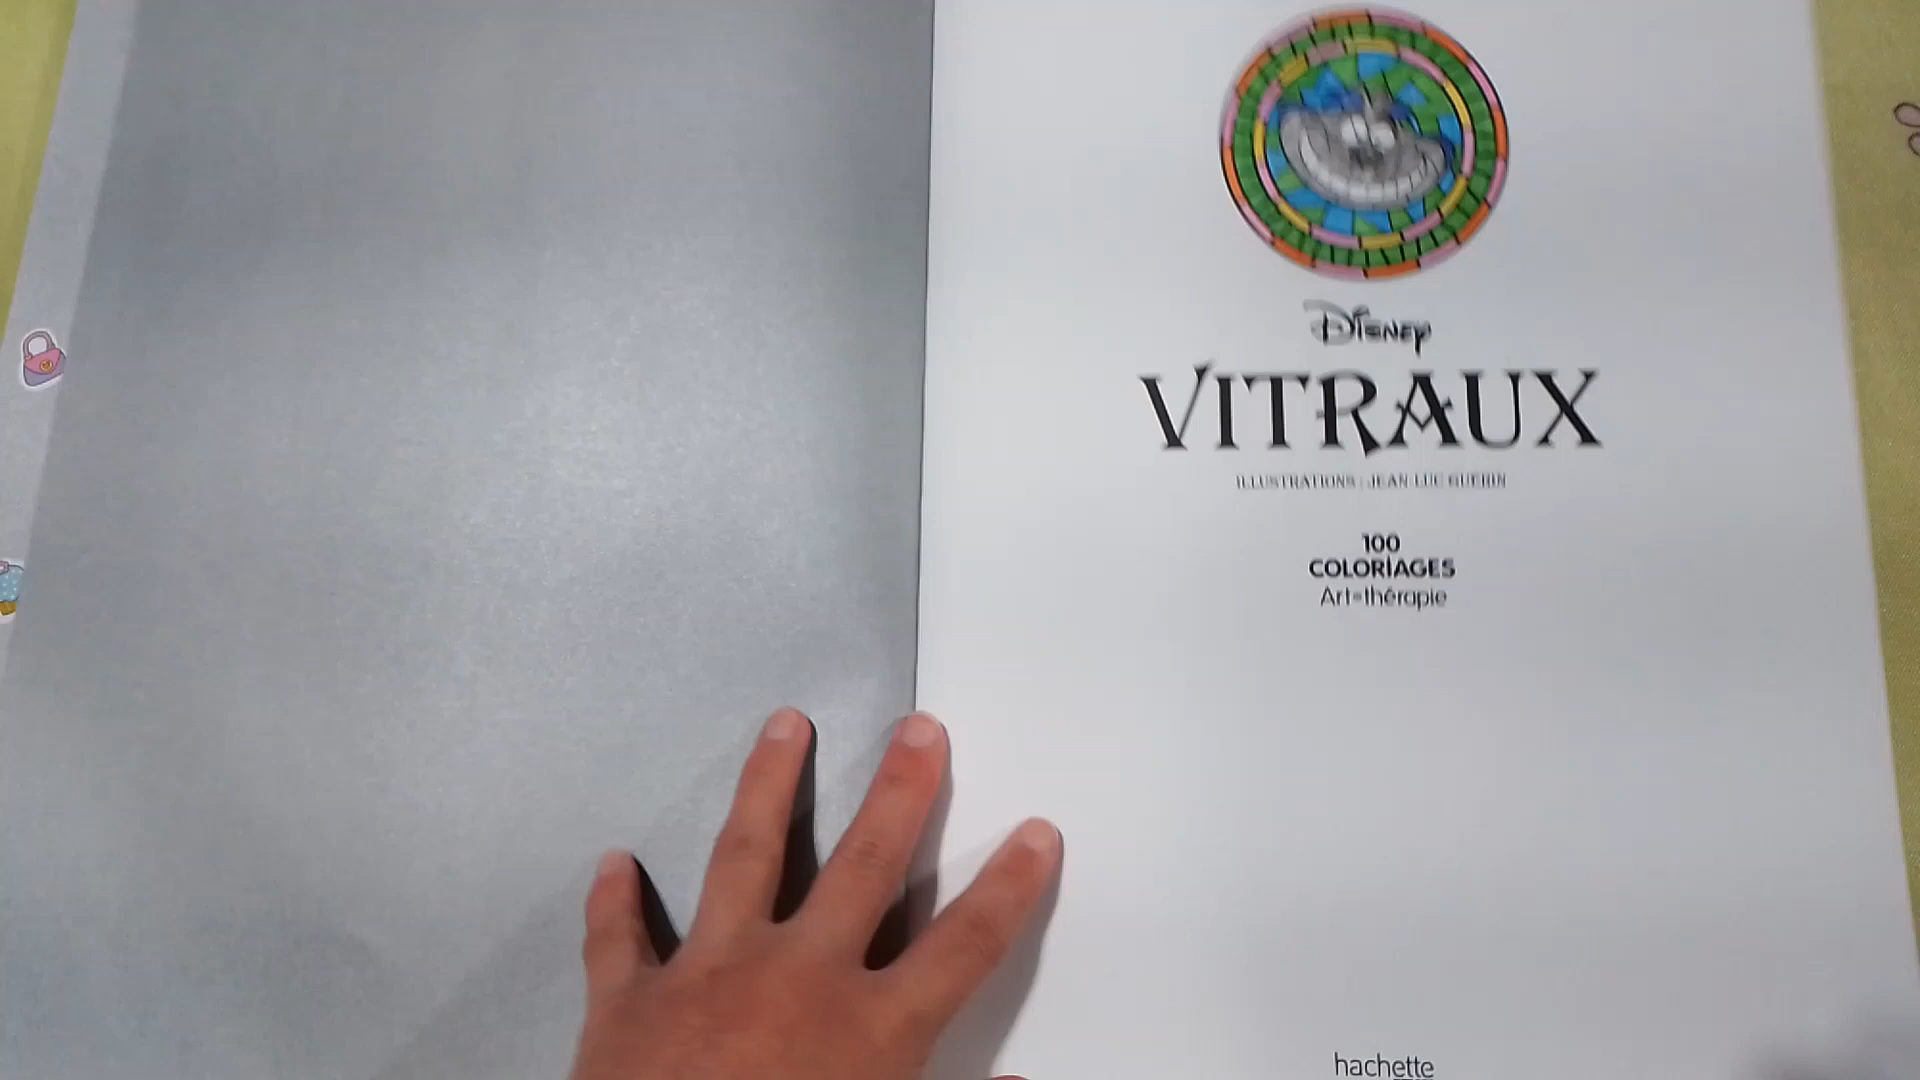 Disney
VITRAUX
ILLUSTRATIONS : JEAN-LUC GUERIN
100
COLORIAGES
Art-thérapie
hachette